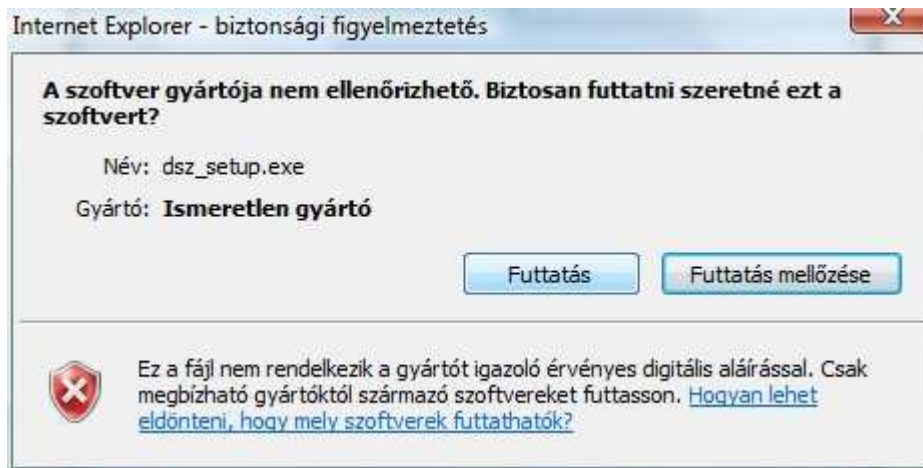 Internet Explorer - biztonsági figyelmeztetés
A szoftver gyártója nem ellenőrizhető. Biztosan futtatni szeretné ezt a
szoftvert?
Név: dsz_setup.exe
Gyártó: Ismeretlen gyártó
Futtatás Futtatás mellőzése
Ez a fájl nem rendelkezik a gyártót igazoló érvényes digitális aláírással. Csak
megbízható gyártóktól származó szoftvereket futtasson. Hogyan lehet
eldönteni, hogy mely szoftverek futtathatók?